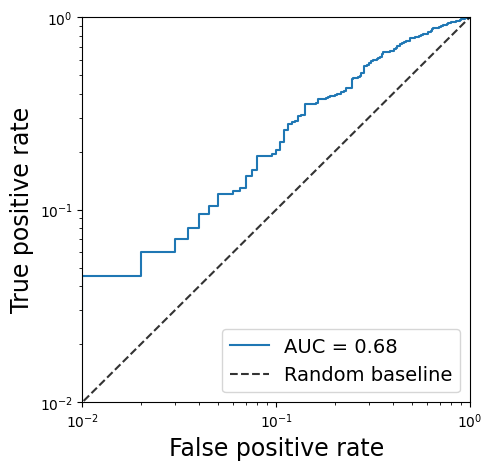 10⁰
10⁻¹
10⁻²
10⁻²
10⁻¹
10⁰
True positive rate
False positive rate
AUC = 0.68
Random baseline